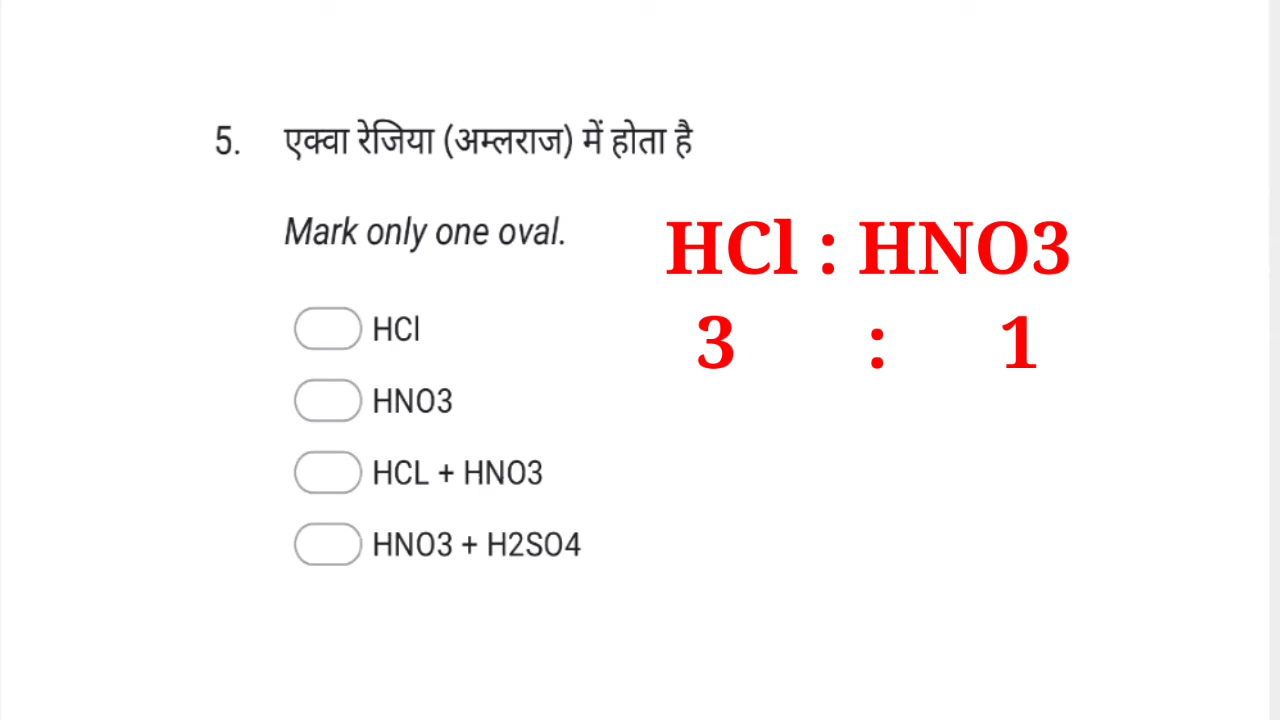 5. एक्वा रेजिया (अम्लराज) में होता है
Mark only one oval.
HCl : HNO3
3 : 1
HCl
HNO3
HCL + HNO3
HNO3 + H2SO4